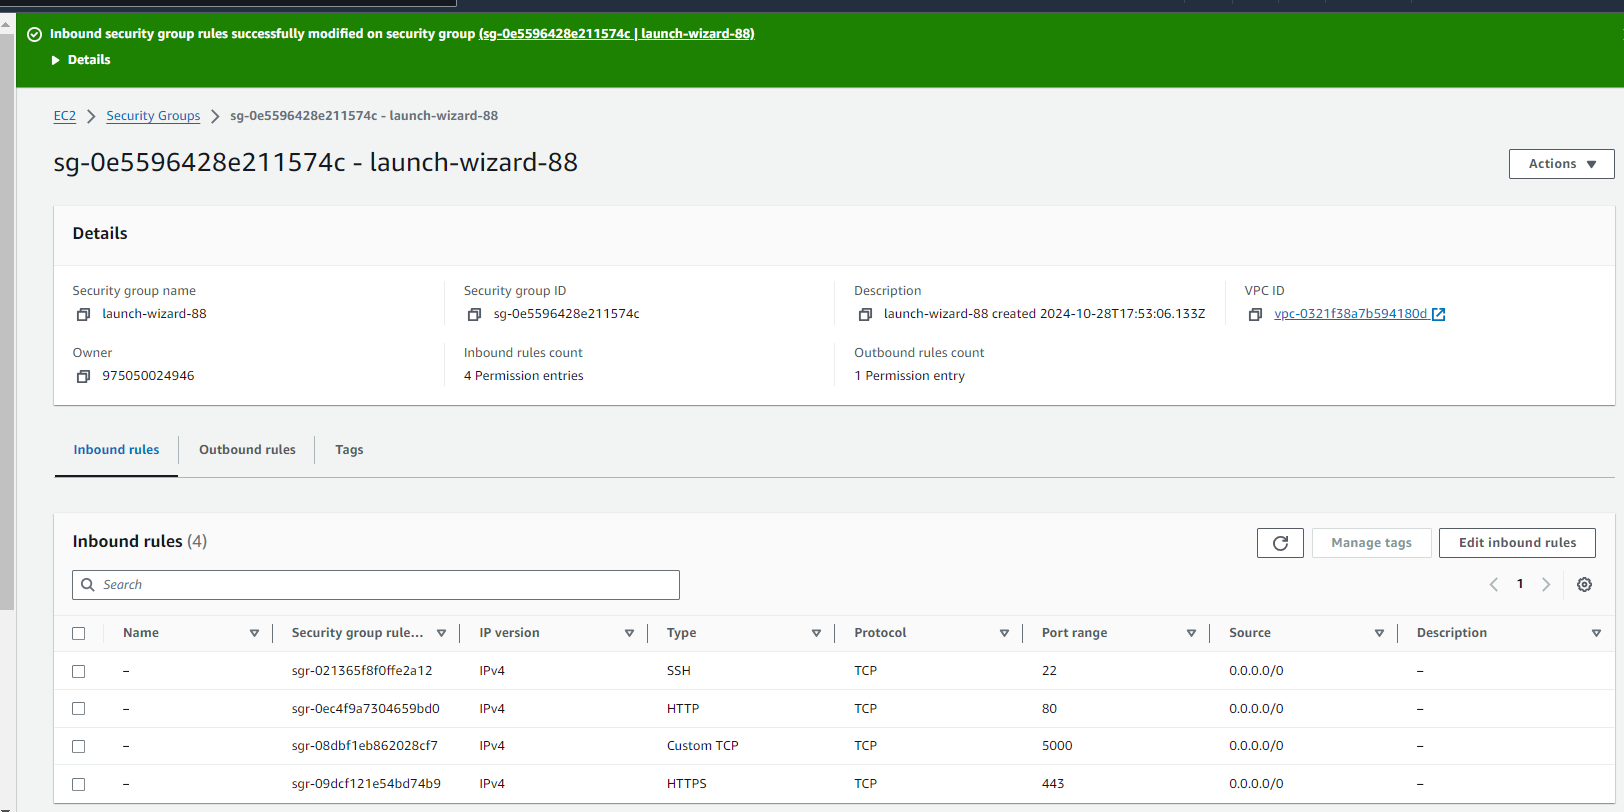 Inbound security group rules successfully modified on security group (sg-0e5596428e211574c | launch-wizard-88)
Details
EC2 Security Groups sg-0e5596428e211574c - launch-wizard-88
sg-0e5596428e211574c - launch-wizard-88
Actions
Details
Security group name Security group ID Description VPC ID
launch-wizard-88 sg-0e5596428e211574c launch-wizard-88 created 2024-10-28T17:53:06.133Z vpc-0321f38a7b594180d
Owner Inbound rules count Outbound rules count
975050024946 4 Permission entries 1 Permission entry
Inbound rules Outbound rules Tags
Inbound rules (4)
Manage tags Edit inbound rules
Search
1
Name Security group rule... IP version Type Protocol Port range Source Description
– sgr-021365f8f0ffe2a12 IPv4 SSH TCP 22 0.0.0.0/0 –
– sgr-0ec4f9a7304659bd0 IPv4 HTTP TCP 80 0.0.0.0/0 –
– sgr-08dbf1eb862028cf7 IPv4 Custom TCP TCP 5000 0.0.0.0/0 –
– sgr-09dcf121e54bd74b9 IPv4 HTTPS TCP 443 0.0.0.0/0 –